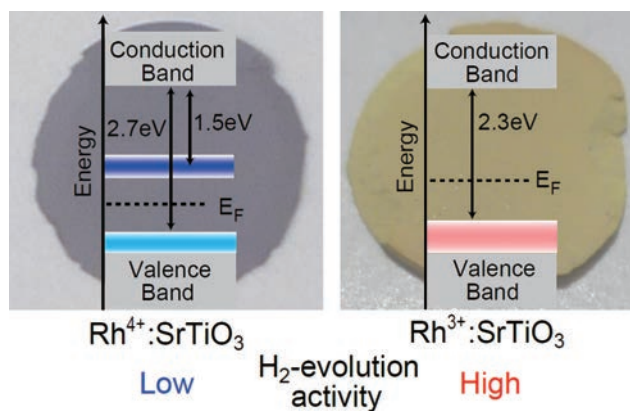 Conduction
Band
2.7eV
1.5eV
Energy
E_F
Valence
Band
Rh⁴⁺:SrTiO₃
Low
Conduction
Band
2.3eV
Energy
E_F
Valence
Band
Rh³⁺:SrTiO₃
High
H₂-evolution
activity